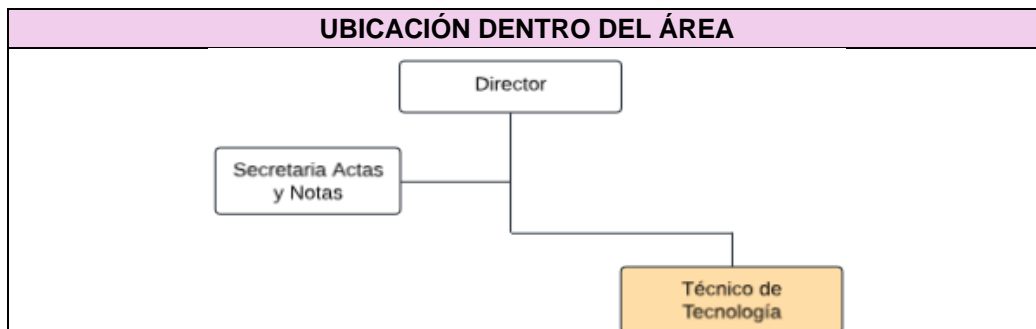 UBICACIÓN DENTRO DEL ÁREA
Director
Secretaria Actas
y Notas
Técnico de
Tecnología